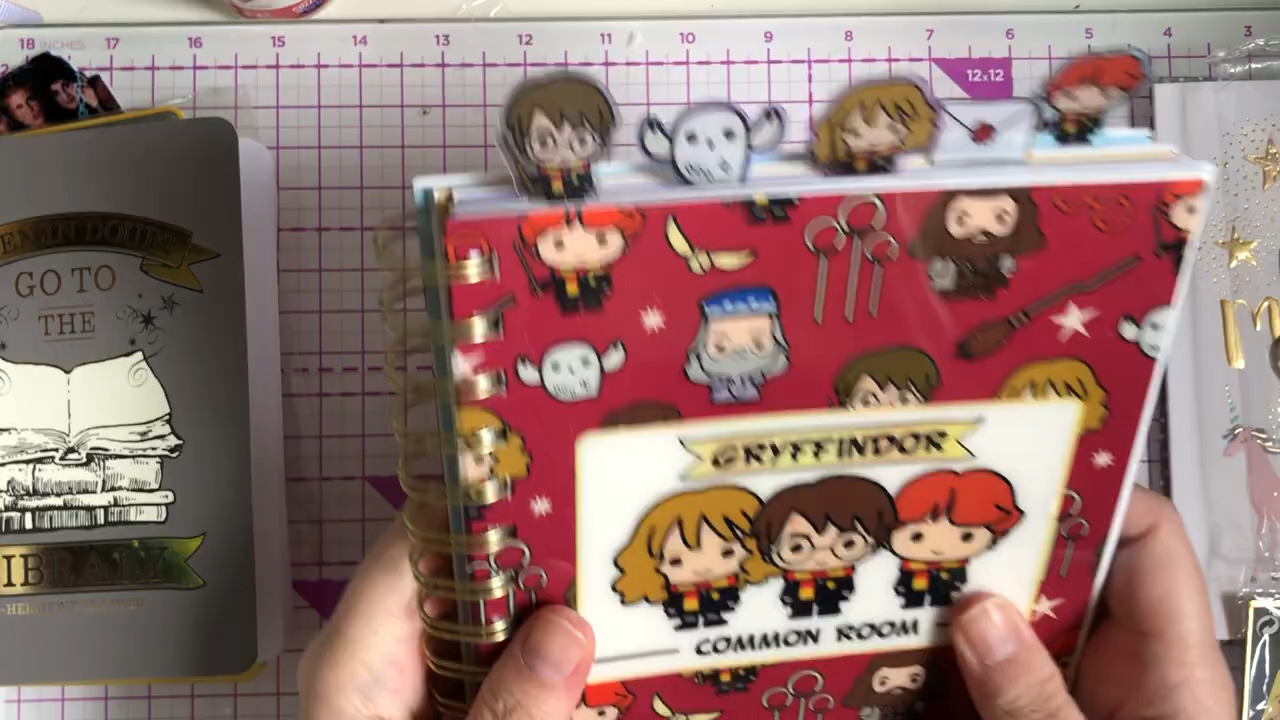 18 INCHES 17 16 15 14 13 12 11 10 9 8 7 6 5 4 3
12x12
GO TO
THE
LIBRARY
GRYFFINDOR
COMMON ROOM
m